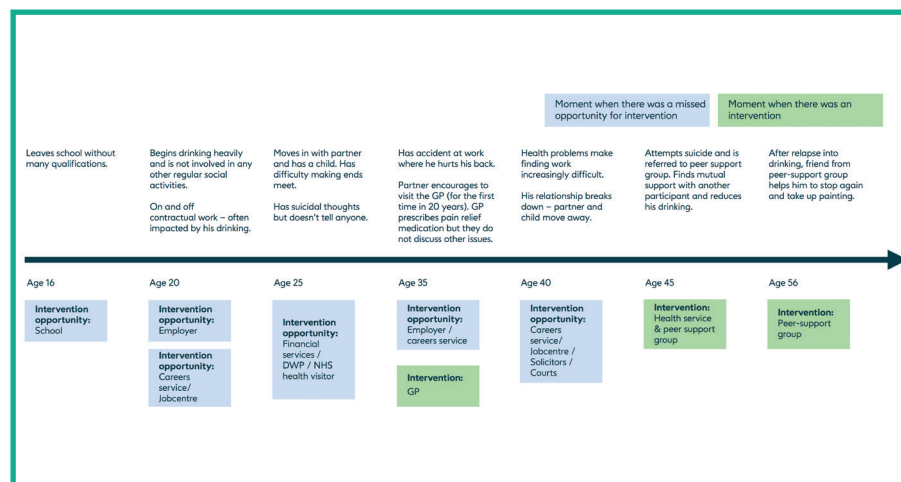 Moment when there was a missed
opportunity for intervention
Moment when there was an
intervention
Leaves school without
many qualifications.
Begins drinking heavily
and is not involved in any
other regular social
activities.
On and off
contractual work – often
impacted by his drinking.
Moves in with partner
and has a child. Has
difficulty making ends
meet.
Has suicidal thoughts
but doesn't tell anyone.
Has accident at work
where he hurts his back.
Partner encourages to
visit the GP (for the first
time in 20 years). GP
prescribes pain relief
medication but they do
not discuss other issues.
Health problems make
finding work
increasingly difficult.
His relationship breaks
down – partner and
child move away.
Attempts suicide and is
referred to peer support
group. Finds mutual
support with another
participant and reduces
his drinking.
After relapse into
drinking, friend from
peer-support group
helps him to stop again
and take up painting.
Age 16
Age 20
Age 25
Age 35
Age 40
Age 45
Age 56
Intervention
opportunity:
School
Intervention
opportunity:
Employer
Intervention
opportunity:
Careers
service/
Jobcentre
Intervention
opportunity:
Financial
services /
DWP / NHS
health visitor
Intervention
opportunity:
Employer /
careers service
Intervention:
GP
Intervention
opportunity:
Careers
service/
Jobcentre /
Solicitors /
Courts
Intervention:
Health service
& peer support
group
Intervention:
Peer-support
group